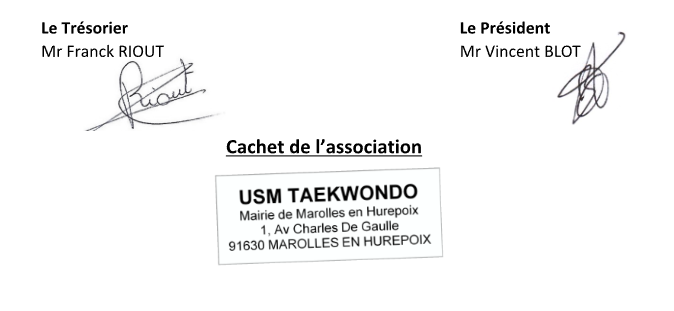 Le Trésorier
Mr Franck RIOUT
Le Président
Mr Vincent BLOT
Riout
Cachet de l'association
USM TAEKWONDO
Mairie de Marolles en Hurepoix
1, Av Charles De Gaulle
91630 MAROLLES EN HUREPOIX